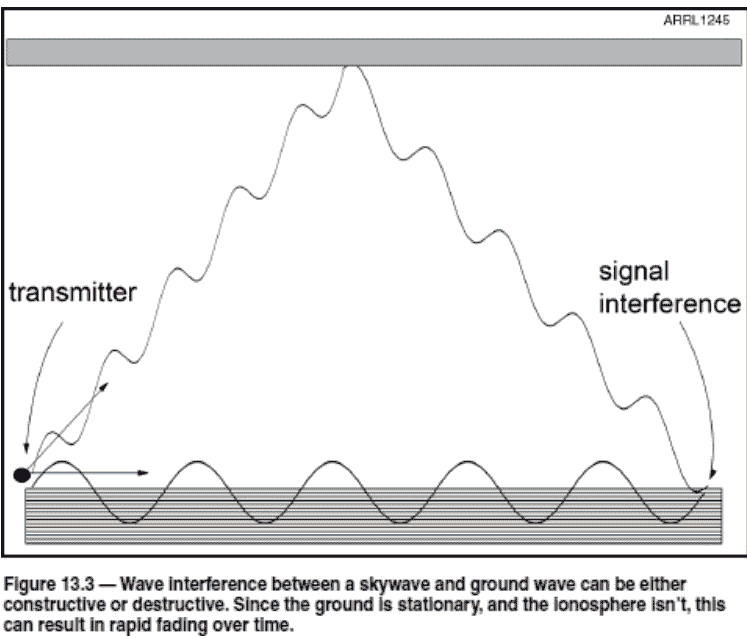 ARRL1245
transmitter
signal
interference
Figure 13.3 — Wave interference between a skywave and ground wave can be either
constructive or destructive. Since the ground is stationary, and the ionosphere isn't, this
can result in rapid fading over time.